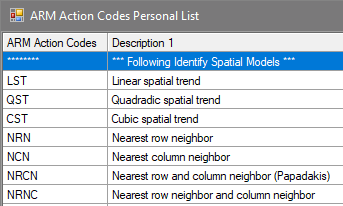 ARM Action Codes Personal List
ARM Action Codes Description 1
******** *** Following Identify Spatial Models ***
LST Linear spatial trend
QST Quadradic spatial trend
CST Cubic spatial trend
NRN Nearest row neighbor
NCN Nearest column neighbor
NRCN Nearest row and column neighbor (Papadakis)
NRNC Nearest row neighbor and column neighbor